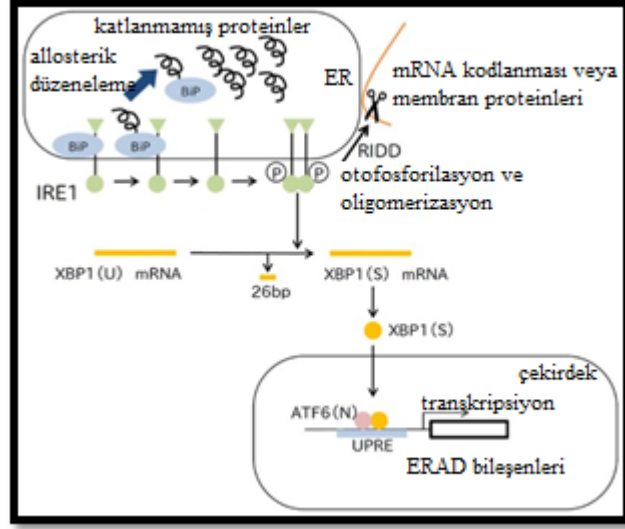 katlanmamış proteinler
allosterik
düzeneleme
BiP
ER
mRNA kodlanması veya
membran proteinleri
BiP
BiP
RIDD
P
P
otofosforilasyon ve
oligomerizasyon
IRE1
XBP1(U) mRNA
26bp
XBP1(S) mRNA
XBP1(S)
çekirdek
ATF6(N)
transkripsiyon
UPRE
ERAD bileşenleri